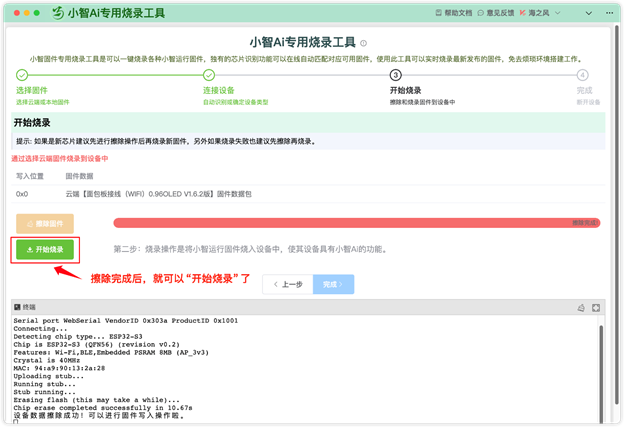 小智Ai专用烧录工具
帮助文档 意见反馈 海之风
小智Ai专用烧录工具
小智固件专用烧录工具是可以一键烧录各种小智运行固件，独有的芯片识别功能可以在线自动匹配对应可用固件，使用此工具可以实时烧录最新发布的固件，免去烦琐环境搭建工作。
选择固件 连接设备 3 开始烧录 4 完成
选择云端或本地固件 自动识别或确定设备类型 擦除和烧录固件到设备中 断开设备
开始烧录
提示: 如果是新芯片建议先进行擦除操作后再烧录新固件，另外如果烧录失败也建议先擦除再烧录。
通过选择云端固件烧录到设备中
写入位置 固件数据
0x0 云端【面包板接线（WIFI）0.96OLED V1.6.2版】固件数据包
擦除固件 擦除完成!
开始烧录 第二步：烧录操作是将小智运行固件烧入设备中，使其设备具有小智Ai的功能。
擦除完成后，就可以“开始烧录”了
上一步 完成
终端
Serial port WebSerial VendorID 0x303a ProductID 0x1001
Connecting...
Detecting chip type... ESP32-S3
Chip is ESP32-S3 (QFN56) (revision v0.2)
Features: Wi-Fi,BLE,Embedded PSRAM 8MB (AP_3v3)
Crystal is 40MHz
MAC: 94:a9:90:13:2a:28
Uploading stub...
Running stub...
Stub running...
Erasing flash (this may take a while)...
Chip erase completed successfully in 10.67s
设备数据擦除成功! 可以进行固件写入操作啦。